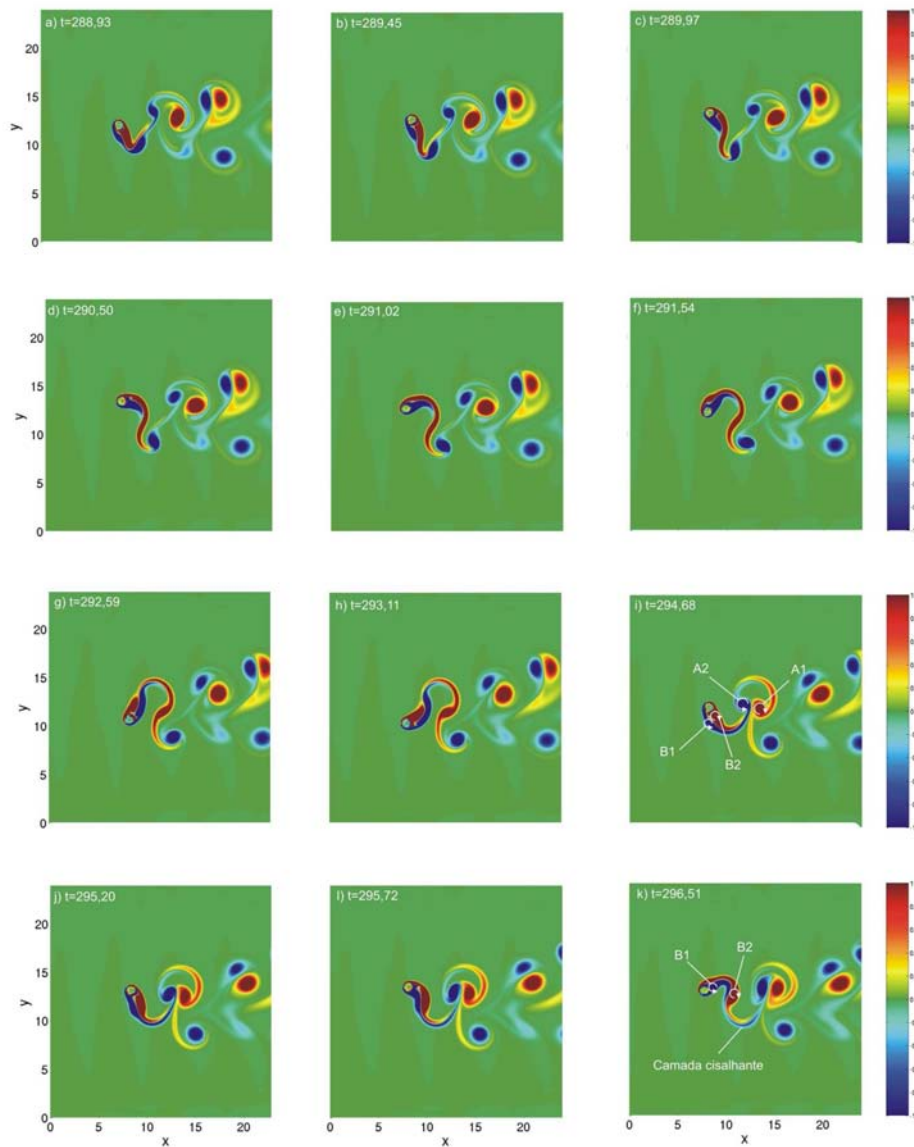 a) t=288,93
b) t=289,45
c) t=289,97
y
20
15
10
5
0
d) t=290,50
e) t=291,02
f) t=291,54
y
20
15
10
5
0
g) t=292,59
h) t=293,11
i) t=294,68
y
20
15
10
5
0
A2
A1
B1
B2
j) t=295,20
l) t=295,72
k) t=296,51
y
20
15
10
5
0
B1
B2
Camada cisalhante
0 5 10 15 20
0 5 10 15 20
0 5 10 15 20
x
x
x